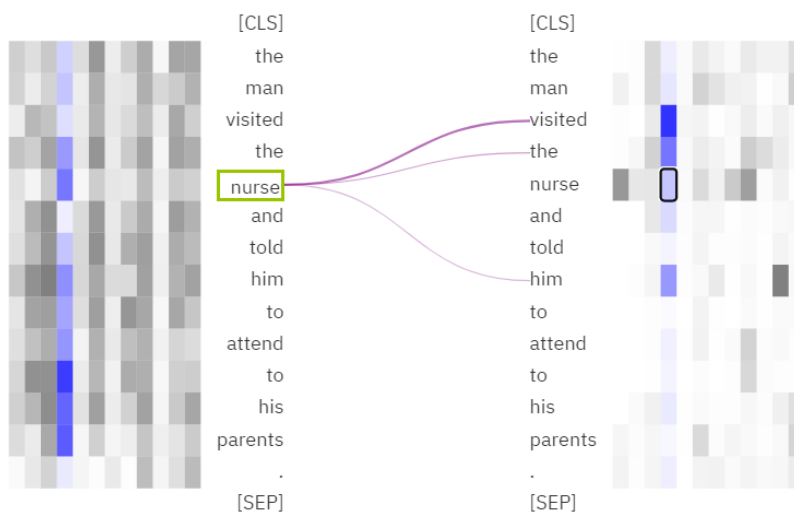 [CLS] [CLS]
the the
man man
visited visited
the the
nurse nurse
and and
told told
him him
to to
attend attend
to to
his his
parents parents
. .
[SEP] [SEP]